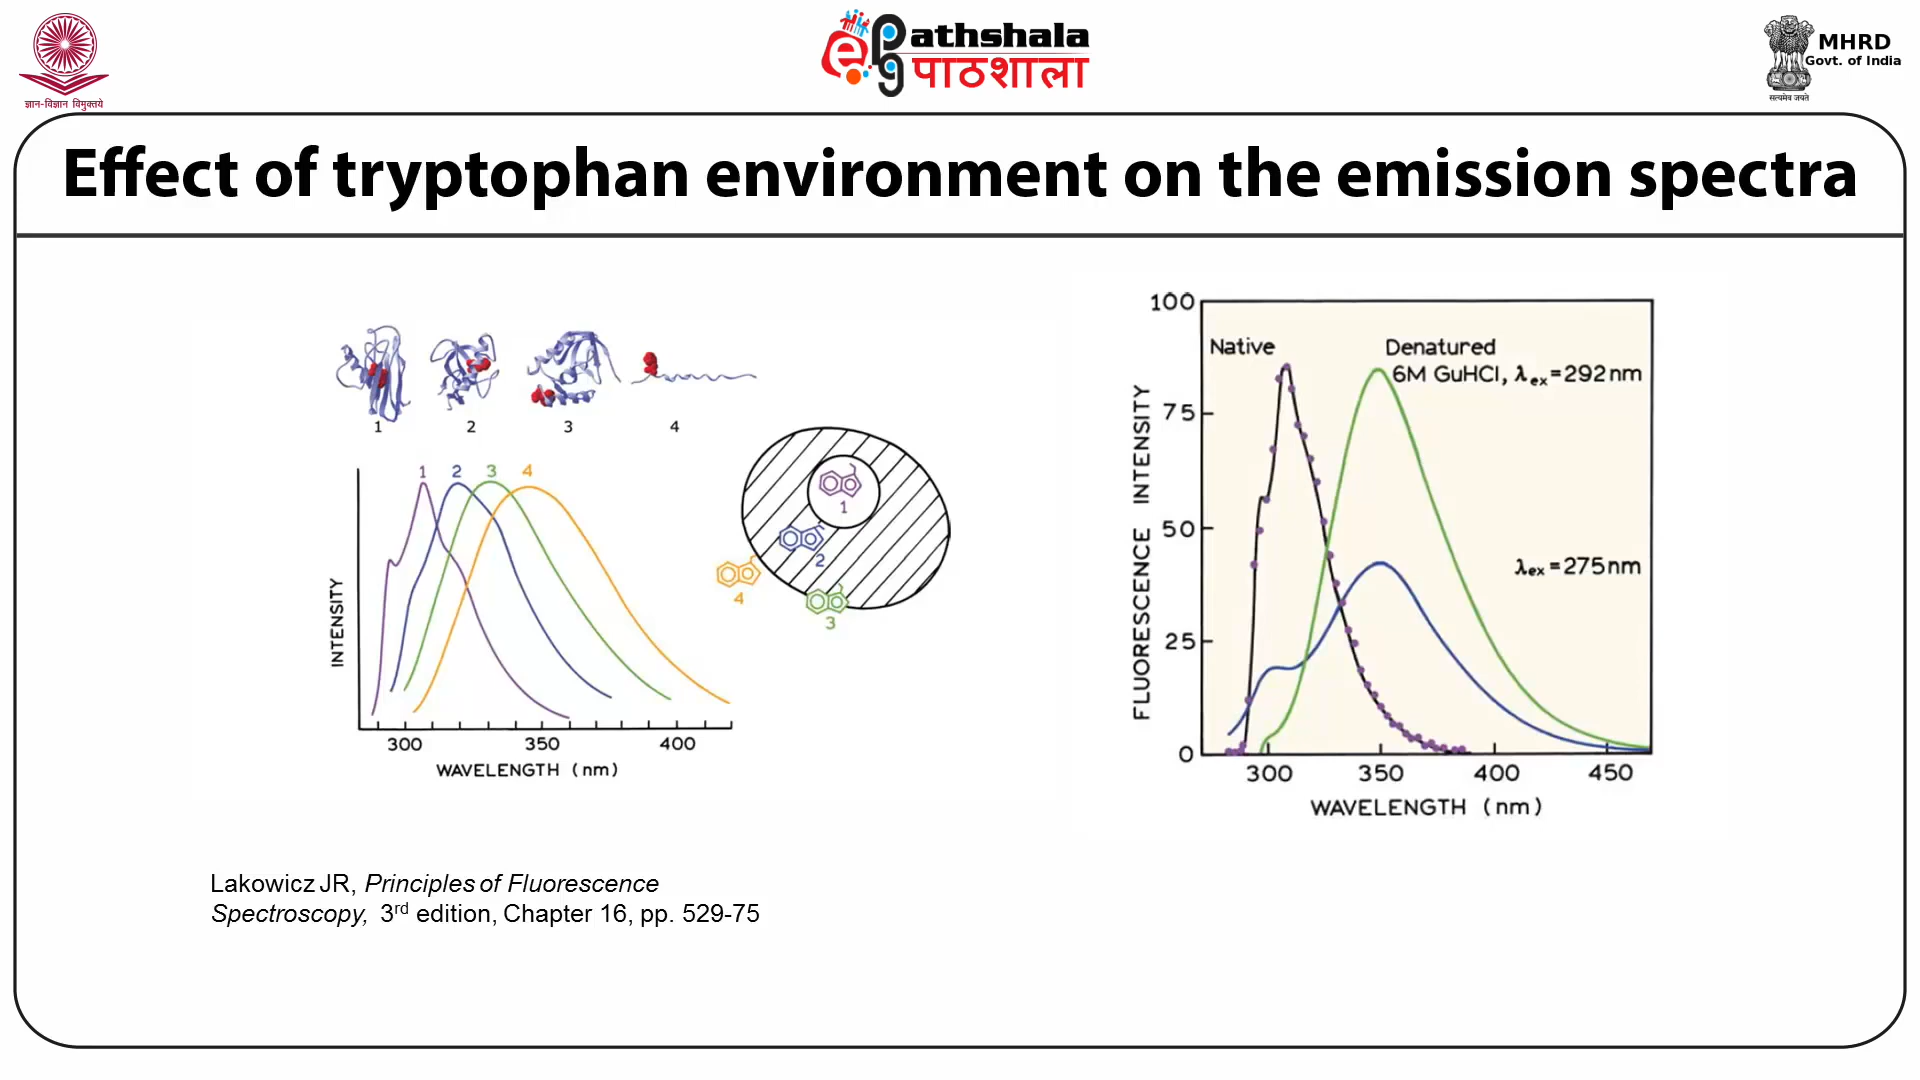 ज्ञान-विज्ञान विमुक्तये
ePathshala
पाठशाला
MHRD
Govt. of India
सत्यमेव जयते
Effect of tryptophan environment on the emission spectra
1 2 3 4
1 2 3 4
INTENSITY
300 350 400
WAVELENGTH (nm)
1
2
3
4
100
75
50
25
0
FLUORESCENCE INTENSITY
Native
Denatured
6M GuHCl, λex=292nm
λex=275nm
300 350 400 450
WAVELENGTH (nm)
Lakowicz JR, Principles of Fluorescence
Spectroscopy, 3rd edition, Chapter 16, pp. 529-75